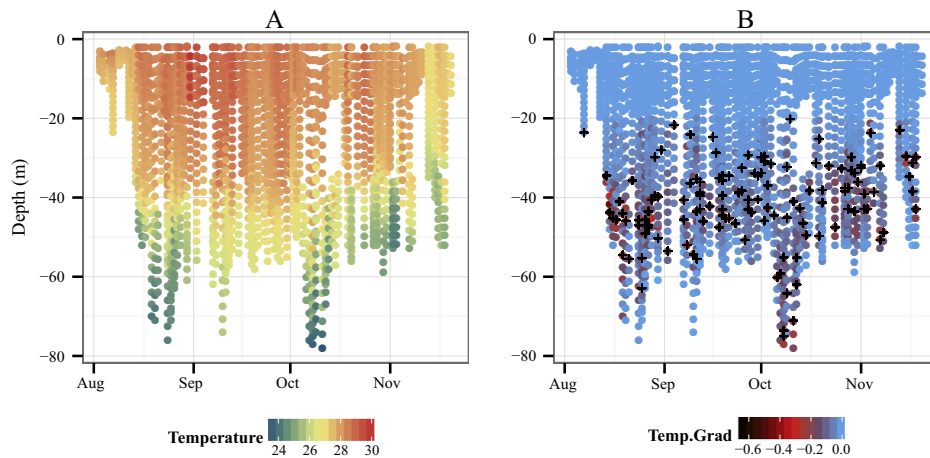 A B
0 0
−20 −20
−40 −40
−60 −60
−80 −80
Depth (m)
Aug Sep Oct Nov Aug Sep Oct Nov
Temperature 24 26 28 30
Temp.Grad −0.6 −0.4 −0.2 0.0